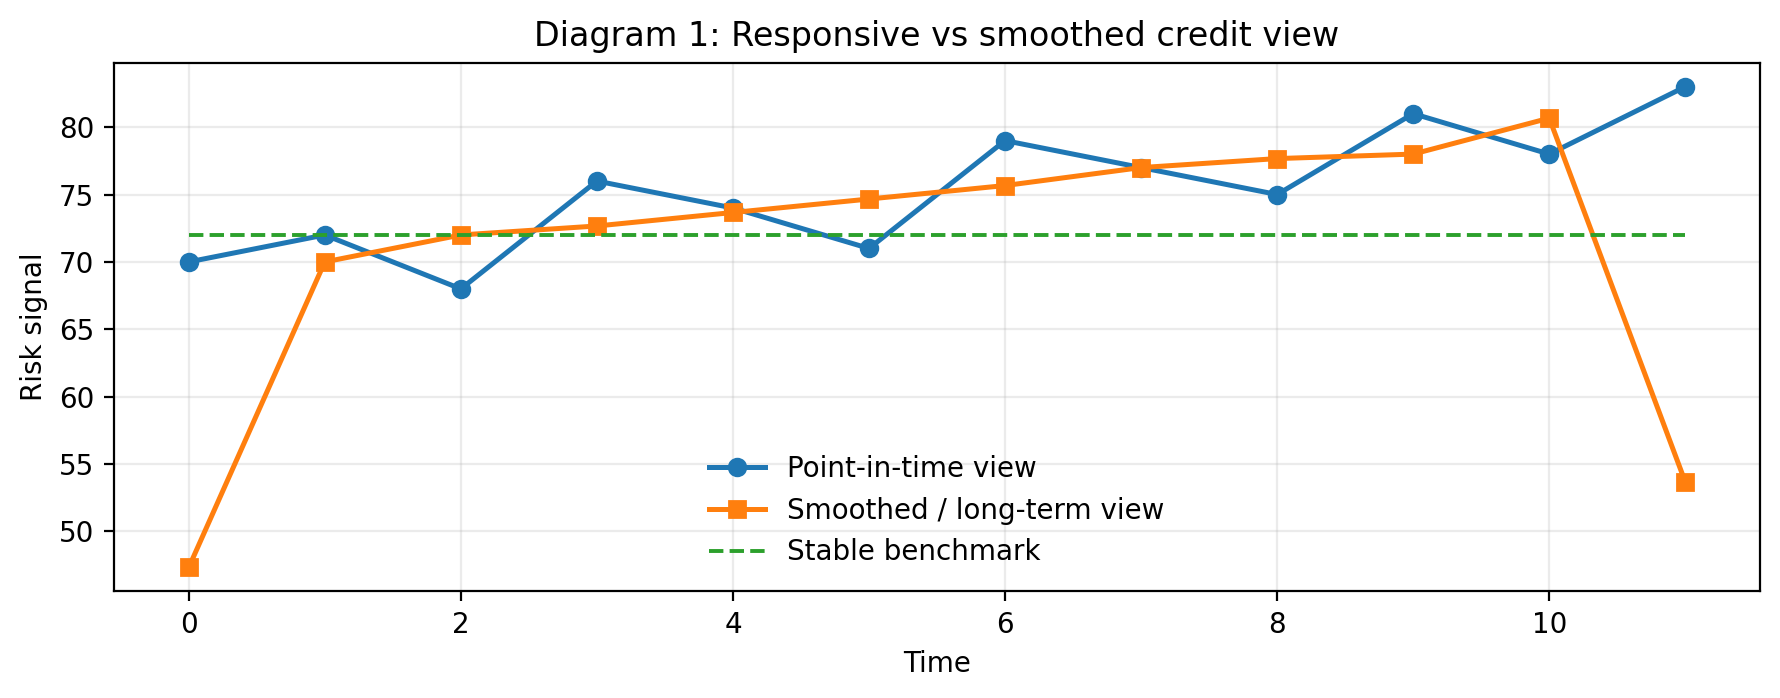 Diagram 1: Responsive vs smoothed credit view
Risk signal
80
75
70
65
60
55
50
Point-in-time view
Smoothed / long-term view
Stable benchmark
0 2 4 6 8 10
Time